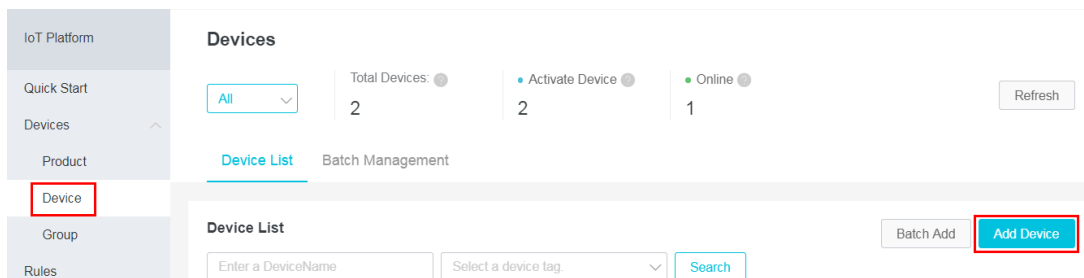 IoT Platform
Quick Start
Devices
Product
Device
Group
Rules
Devices
All
Total Devices:
2
Activate Device
2
Online
1
Refresh
Device List
Batch Management
Device List
Batch Add
Add Device
Enter a DeviceName
Select a device tag.
Search